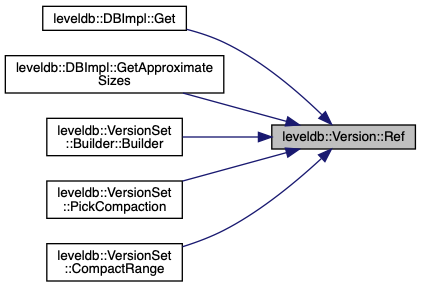 leveldb::DBImpl::Get
leveldb::DBImpl::GetApproximate
Sizes
leveldb::VersionSet
::Builder::Builder
leveldb::Version::Ref
leveldb::VersionSet
::PickCompaction
leveldb::VersionSet
::CompactRange